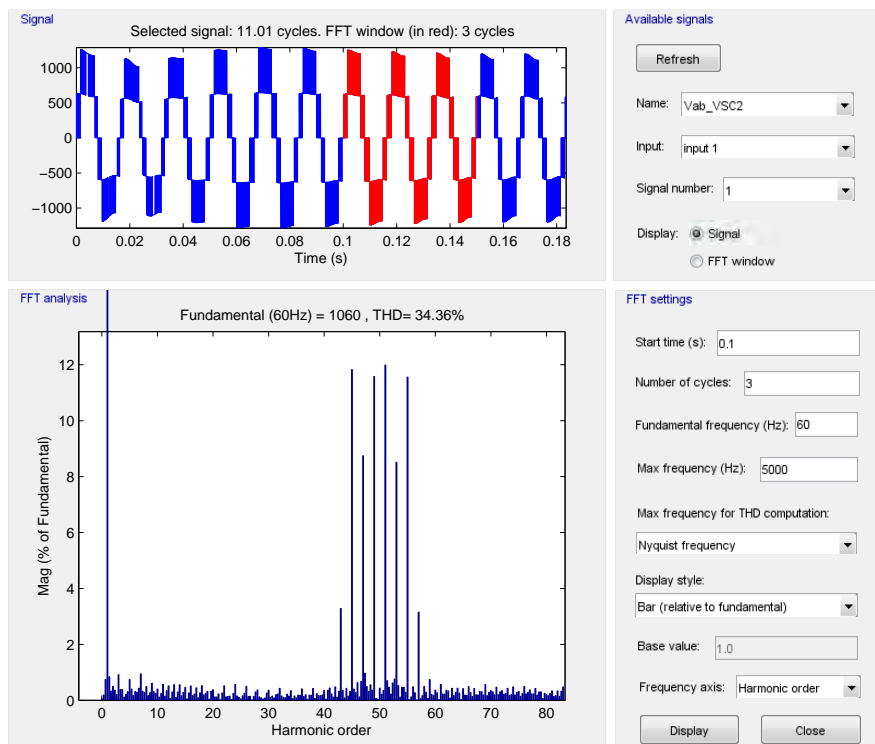 Signal
Selected signal: 11.01 cycles. FFT window (in red): 3 cycles
1000
500
0
−500
−1000
0 0.02 0.04 0.06 0.08 0.1 0.12 0.14 0.16 0.18
Time (s)
Available signals
Refresh
Name: Vab_VSC2
Input: input 1
Signal number: 1
Display: Signal
FFT window
FFT analysis
Fundamental (60Hz) = 1060 , THD= 34.36%
Mag (% of Fundamental)
12
10
8
6
4
2
0
0 10 20 30 40 50 60 70 80
Harmonic order
FFT settings
Start time (s): 0.1
Number of cycles: 3
Fundamental frequency (Hz): 60
Max frequency (Hz): 5000
Max frequency for THD computation:
Nyquist frequency
Display style:
Bar (relative to fundamental)
Base value: 1.0
Frequency axis: Harmonic order
Display Close